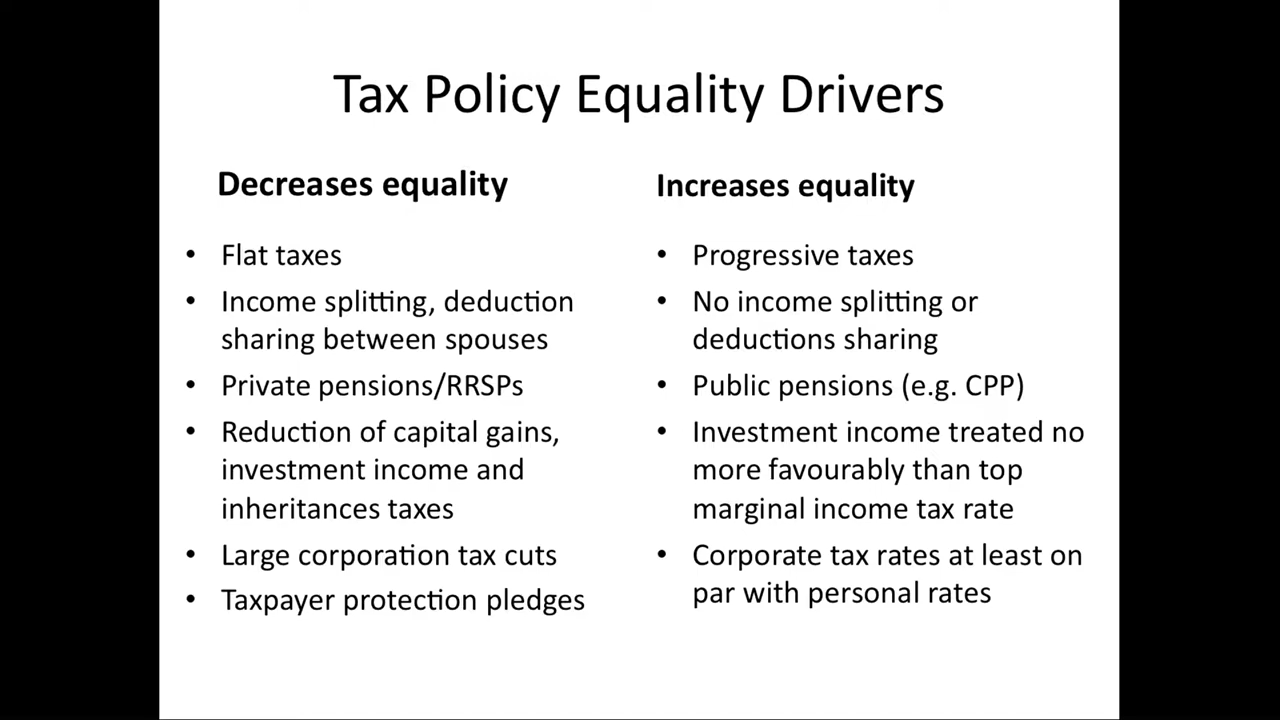 Tax Policy Equality Drivers
Decreases equality
• Flat taxes
• Income splitting, deduction
sharing between spouses
• Private pensions/RRSPs
• Reduction of capital gains,
investment income and
inheritances taxes
• Large corporation tax cuts
• Taxpayer protection pledges
Increases equality
• Progressive taxes
• No income splitting or
deductions sharing
• Public pensions (e.g. CPP)
• Investment income treated no
more favourably than top
marginal income tax rate
• Corporate tax rates at least on
par with personal rates